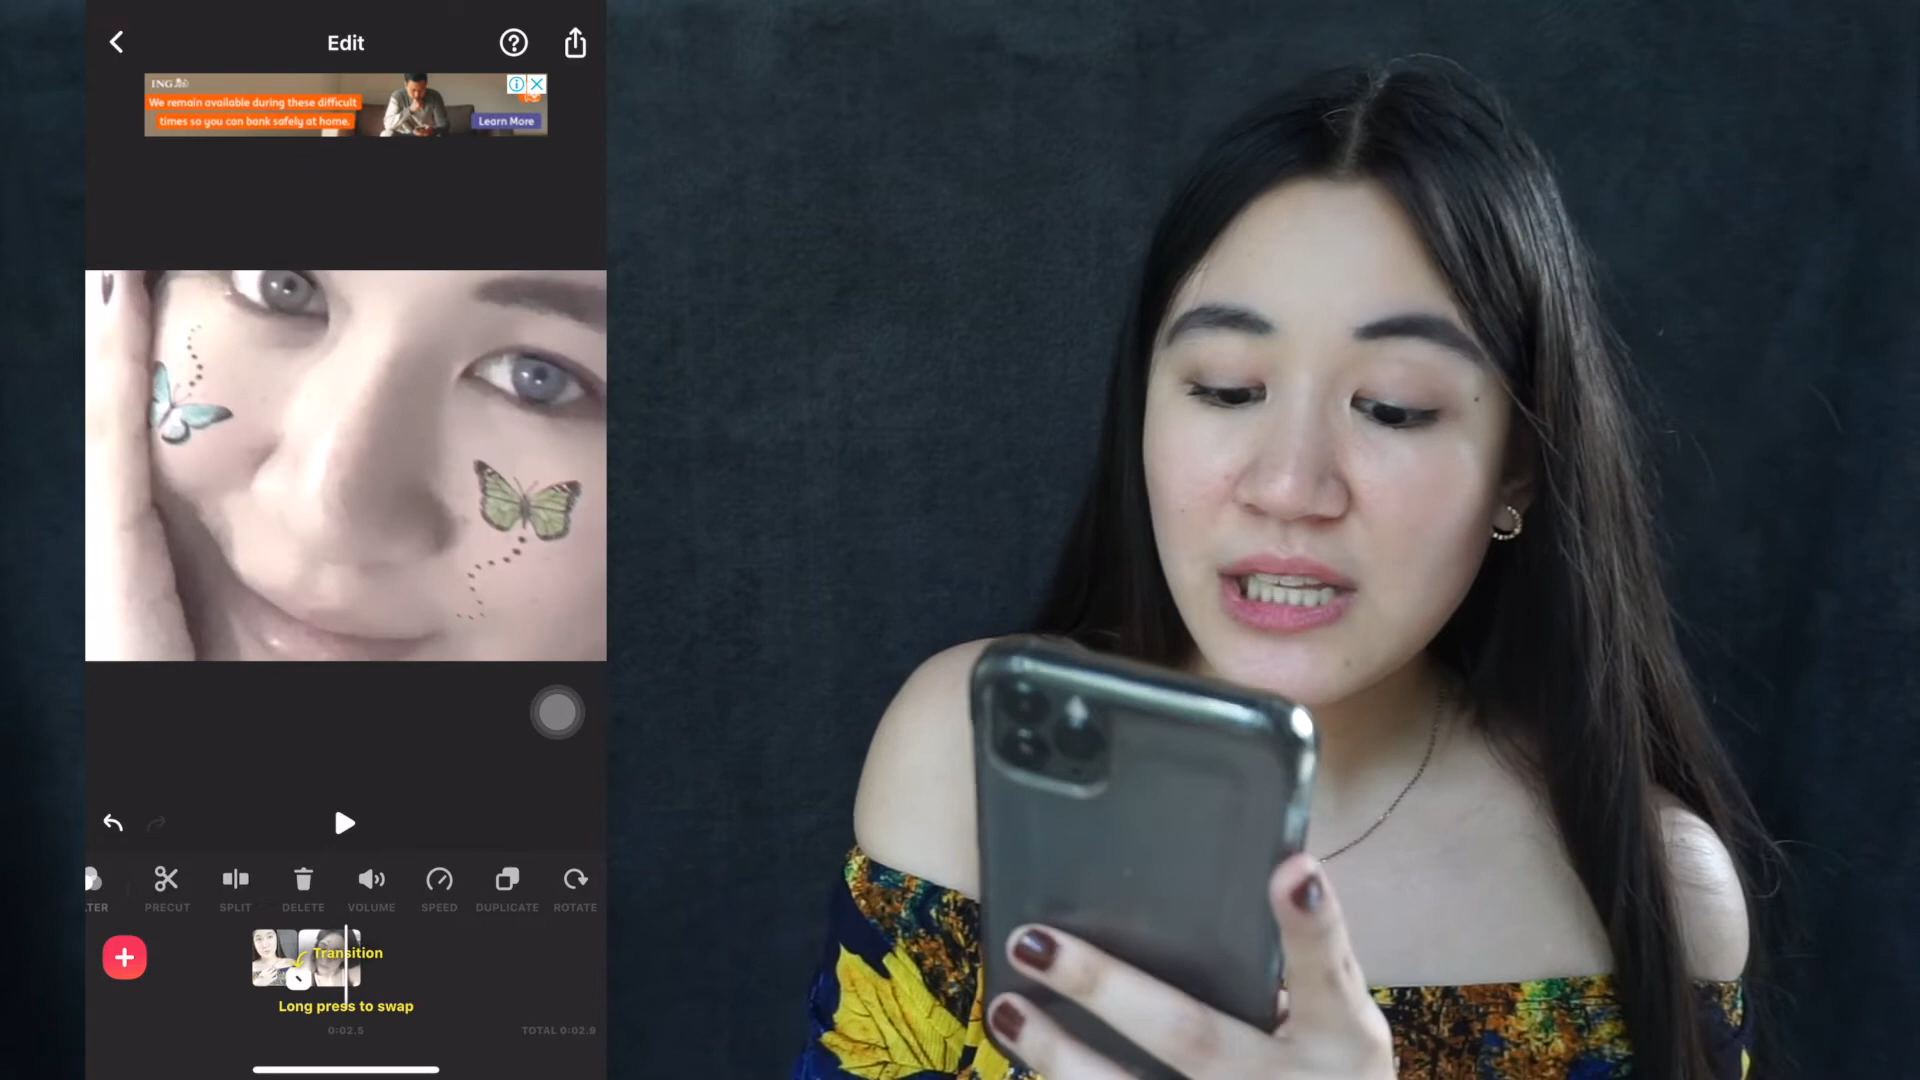 Edit
ING
We remain available during these difficult
times so you can bank safely at home.
Learn More
TER
PRECUT
SPLIT
DELETE
VOLUME
SPEED
DUPLICATE
ROTATE
Transition
Long press to swap
0:02.5
TOTAL 0:02.9